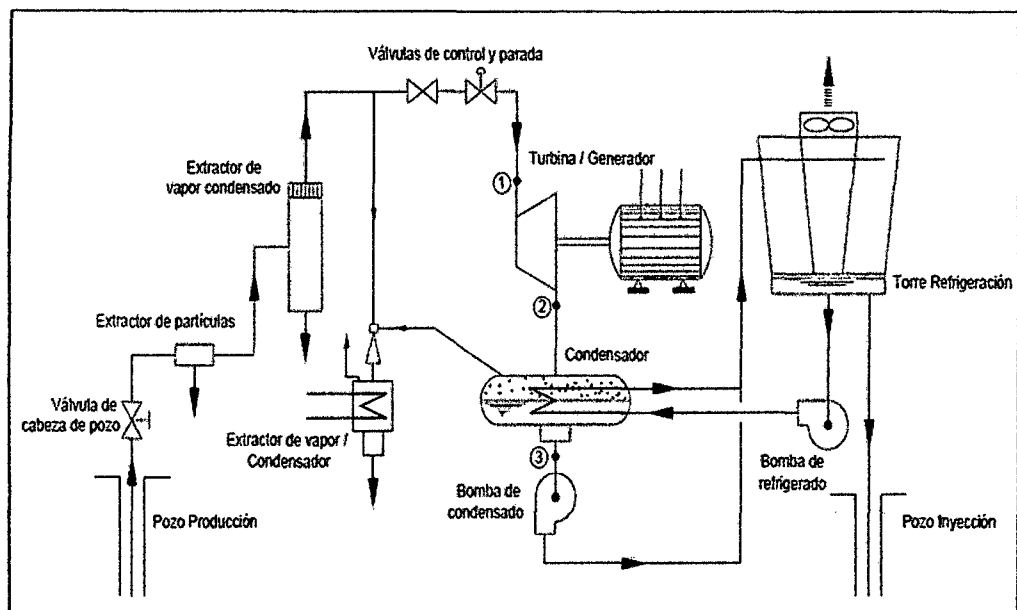 Válvulas de control y parada
Extractor de
vapor condensado
Turbina / Generador
①
Torre Refrigeración
Extractor de partículas
②
Condensador
Válvula de
cabeza de pozo
Extractor de vapor /
Condensador
③
Bomba de
condensado
Bomba de
refrigerado
Pozo Producción
Pozo Inyección